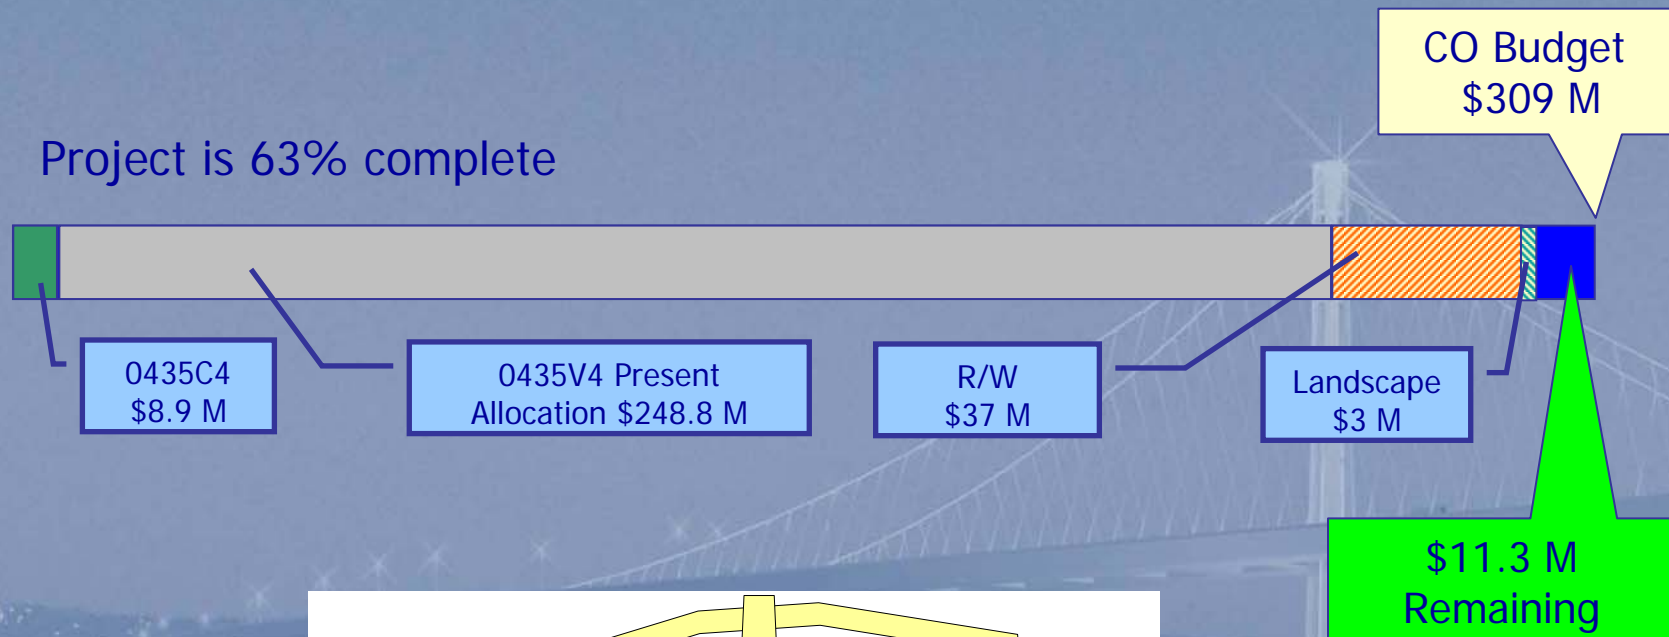 CO Budget
$309 M
Project is 63% complete
0435C4
$8.9 M
0435V4 Present
Allocation $248.8 M
R/W
$37 M
Landscape
$3 M
$11.3 M
Remaining